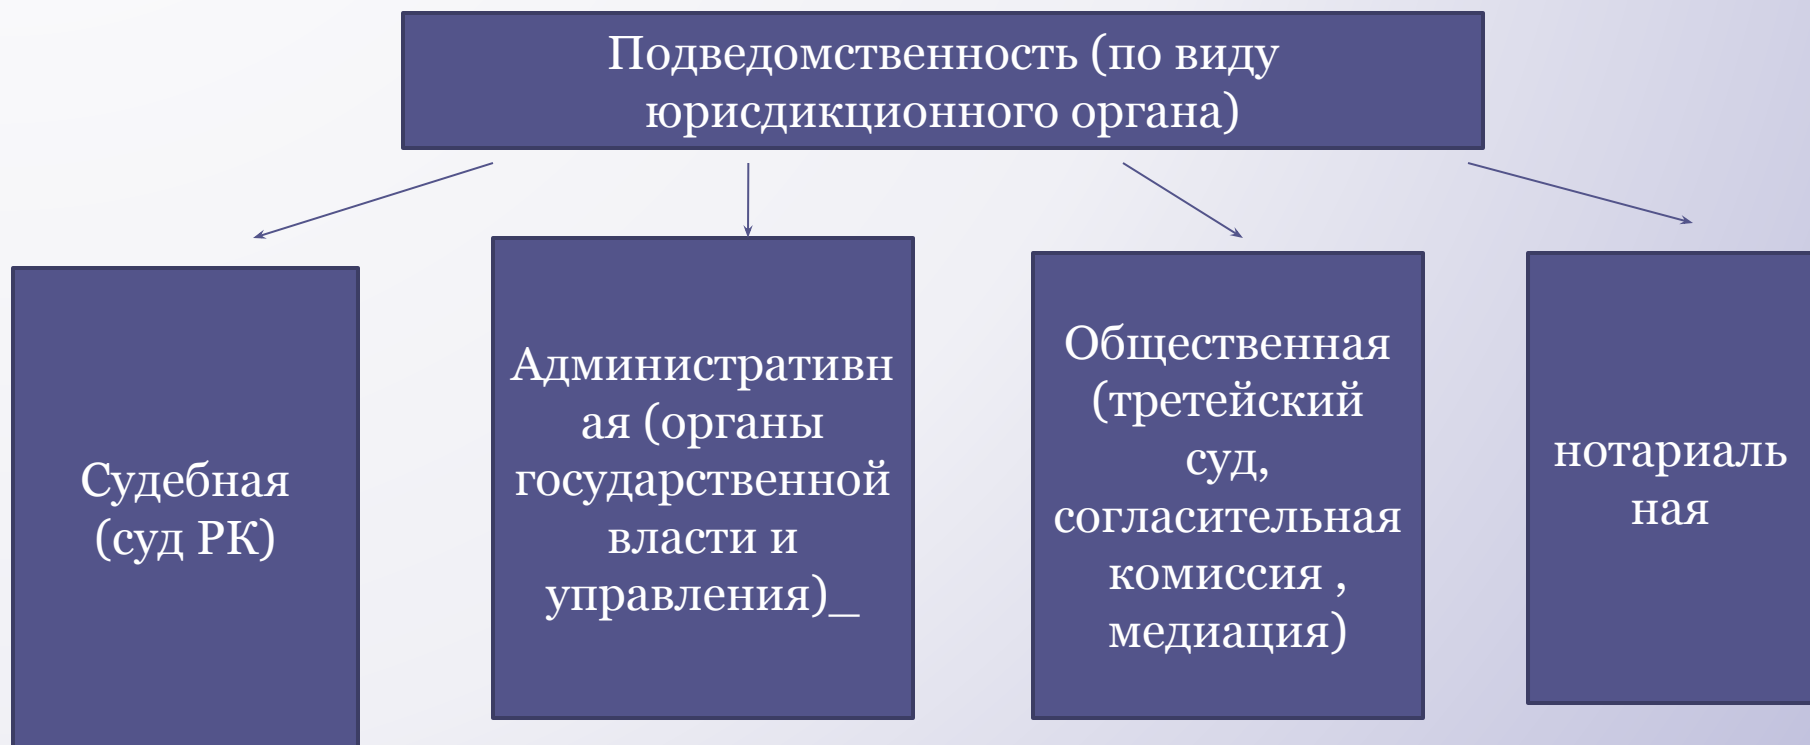 Подведомственность (по виду
юрисдикционного органа)
Судебная
(суд РК)
Административн
ая (органы
государственной
власти и
управления)_
Общественная
(третейский
суд,
согласительная
комиссия ,
медиация)
нотариаль
ная